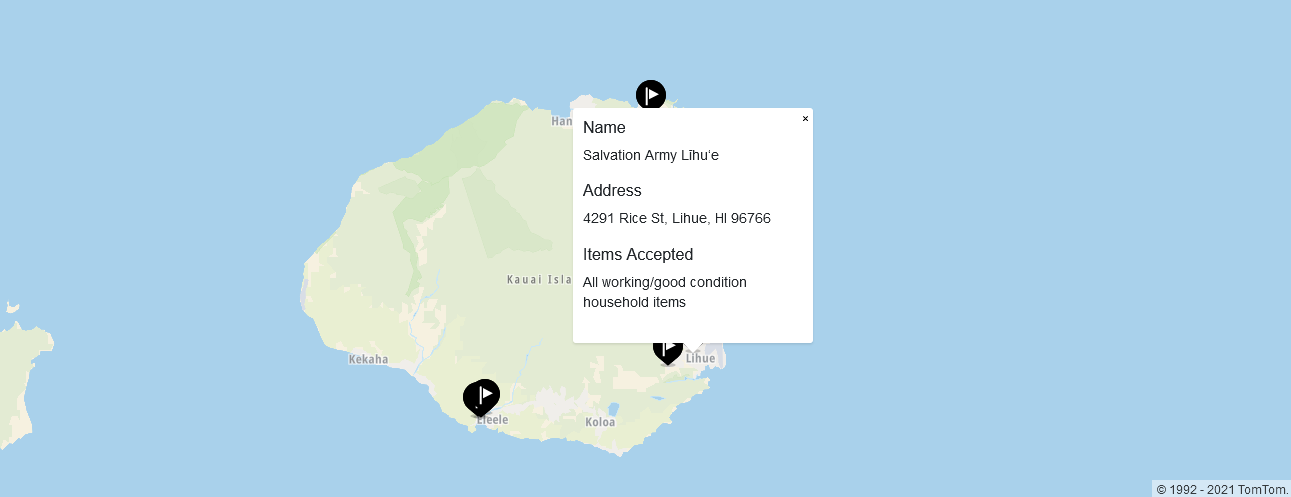 Han
×
Name
Salvation Army Līhuʻe
Address
4291 Rice St, Lihue, HI 96766
Items Accepted
All working/good condition
household items
Kauai Isla
Kekaha
Lihue
Eleele
Koloa
© 1992 - 2021 TomTom.